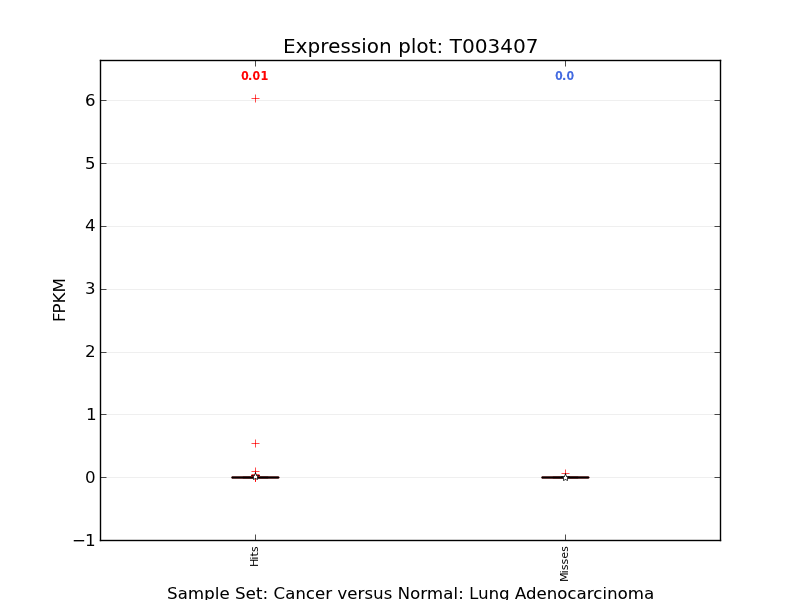 Expression plot: T003407
0.01
0.0
6
5
4
3
2
1
0
−1
FPKM
Hits
Misses
Sample Set: Cancer versus Normal: Lung Adenocarcinoma